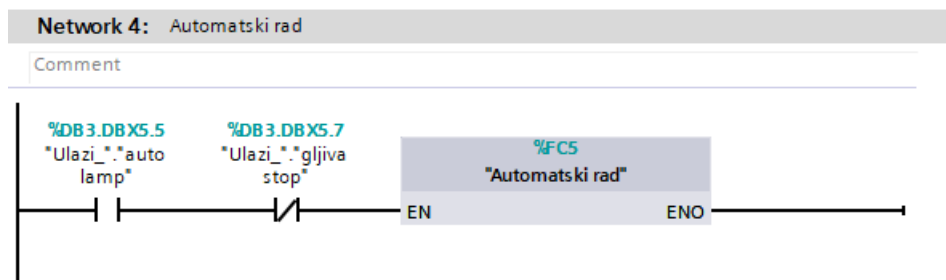 Network 4: Automatski rad
Comment
%DB3.DBX5.5
"Ulazi_"."auto
lamp"
%DB3.DBX5.7
"Ulazi_"."gljiva
stop"
%FC5
"Automatski rad"
EN
ENO